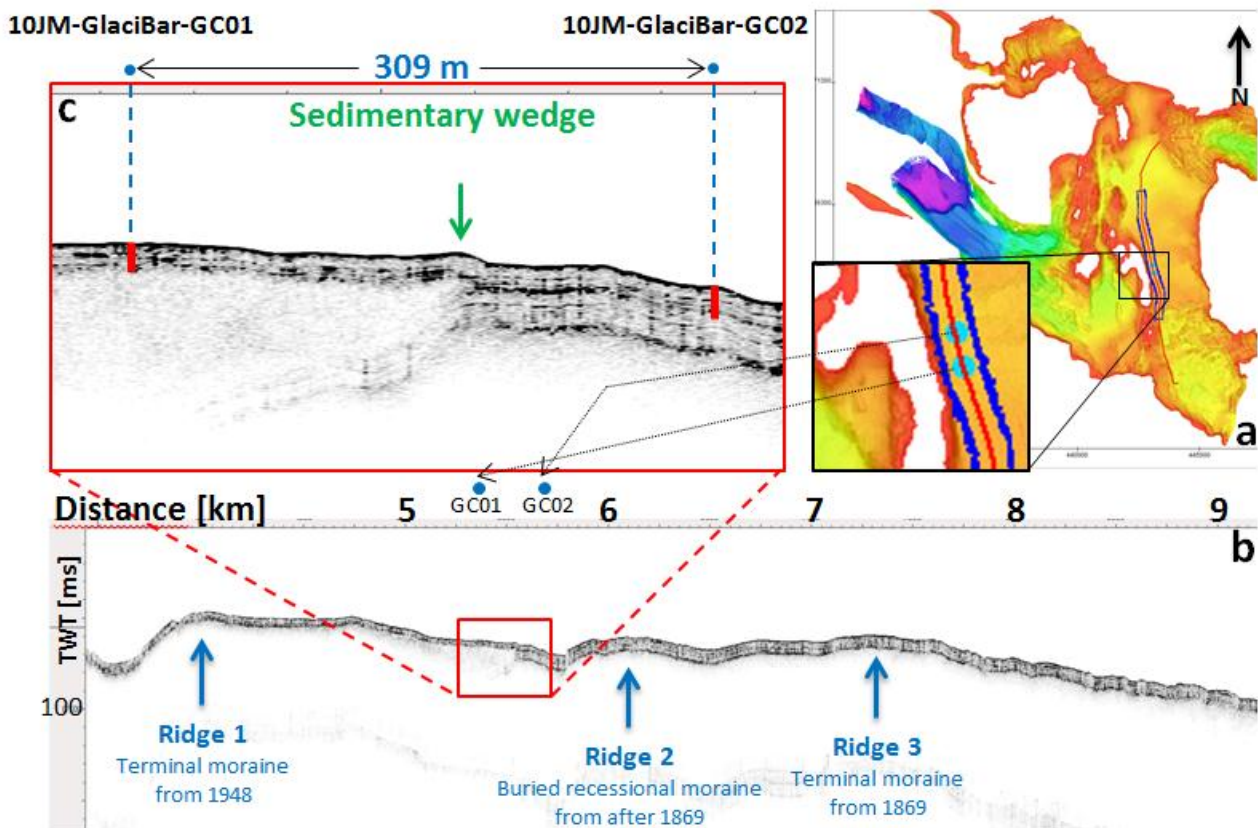 10JM-GlaciBar-GC01
10JM-GlaciBar-GC02
309 m
c
Sedimentary wedge
N
a
GC01
GC02
Distance [km]
5
6
7
8
9
b
TWT [ms]
100
Ridge 1
Terminal moraine
from 1948
Ridge 2
Buried recessional moraine
from after 1869
Ridge 3
Terminal moraine
from 1869